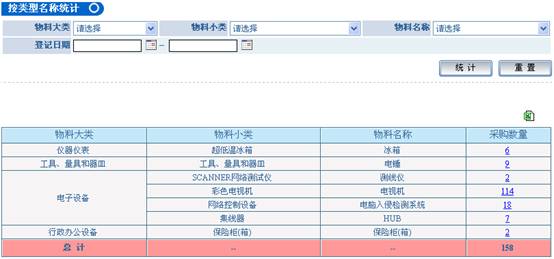 按类型名称统计
物料大类 请选择 物料小类 请选择 物料名称 请选择
登记日期 –
统 计 重 置
物料大类 物料小类 物料名称 采购数量
仪器仪表 超低温冰箱 冰箱 6
工具、量具和器皿 工具、量具和器皿 电锤 9
电子设备 SCANNER网络测试仪 测线仪 2
彩色电视机 电视机 114
网络控制设备 电脑入侵检测系统 18
集线器 HUB 7
行政办公设备 保险柜(箱) 保险柜(箱) 2
总 计 -- -- 158